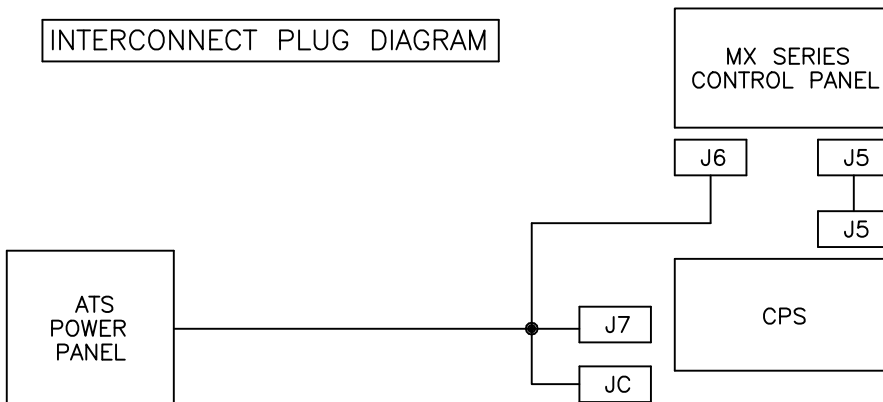 INTERCONNECT PLUG DIAGRAM
MX SERIES
CONTROL PANEL
J6
J5
J5
ATS
POWER
PANEL
J7
CPS
JC